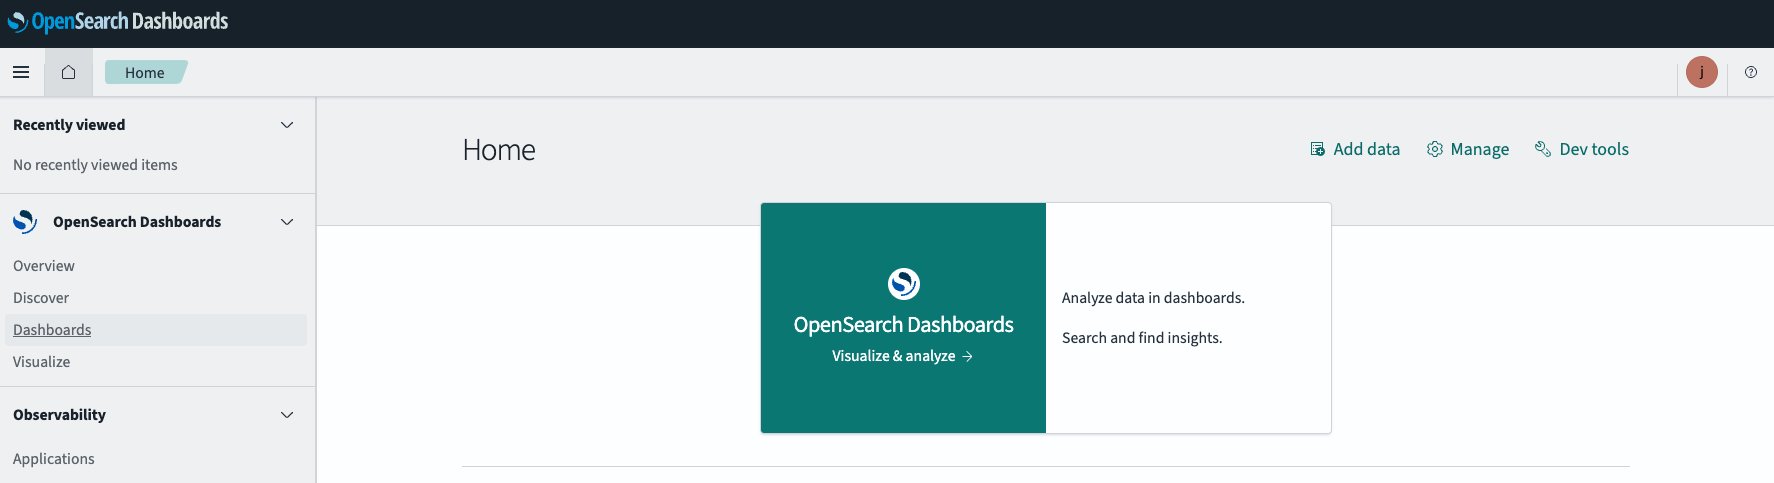 OpenSearch Dashboards
Home
j
Recently viewed
No recently viewed items
OpenSearch Dashboards
Overview
Discover
Dashboards
Visualize
Observability
Applications
Home
Add data
Manage
Dev tools
OpenSearch Dashboards
Visualize & analyze →
Analyze data in dashboards.
Search and find insights.